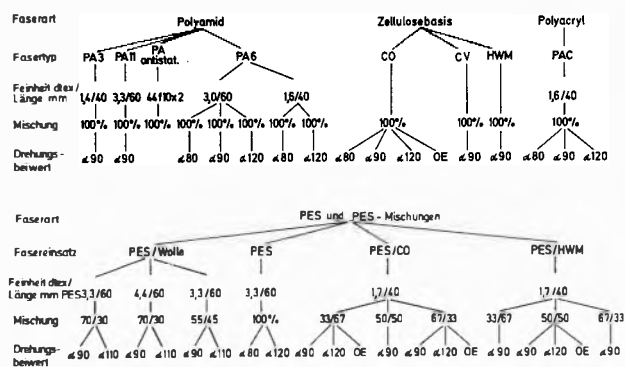 Faserart Polyamid Zellulosebasis Polyacryl
Fasertyp PA3 PA11 PA antistat. PA6 CO CV HWM PAC
Feinheit dtex/
Länge mm 1,4/40 3,3/60 44f10x2 3,0/60 1,6/40 1,6/40
Mischung 100% 100% 100% 100% 100% 100% 100% 100% 100% 100% 100% 100%
Drehungs-
beiwert α90 α90 α80 α90 α120 α80 α120 α80 α90 α120 OE α90 α90 α80 α90 α120
Faserart PES und PES - Mischungen
Fasereinsatz PES/Wolle PES PES/CO PES/HWM
Feinheit dtex/
Länge mm PES 3,3/60 4,4/60 3,3/60 3,3/60 1,7/40 1,7/40
Mischung 70/30 70/30 55/45 100% 33/67 50/50 67/33 33/67 50/50 67/33
Drehungs-
beiwert α90 α110 α90 α110 α90 α110 α80 α120 α90 α120 OE α90 α90 α120 OE α90 α90 α120 OE α90